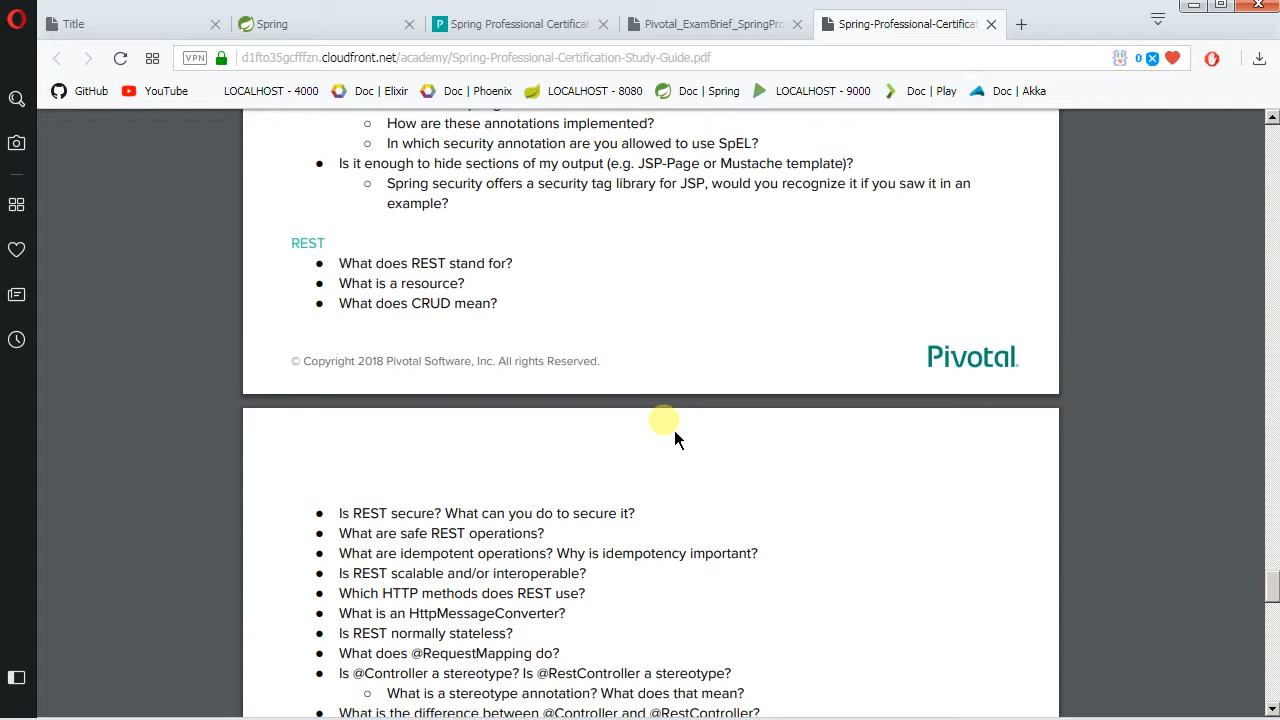 Title
Spring
Spring Professional Certifica
Pivotal_ExamBrief_SpringPro
Spring-Professional-Certifica
VPN
d1fto35gcfffzn.cloudfront.net/academy/Spring-Professional-Certification-Study-Guide.pdf
0
GitHub
YouTube
LOCALHOST - 4000
Doc | Elixir
Doc | Phoenix
LOCALHOST - 8080
Doc | Spring
LOCALHOST - 9000
Doc | Play
Doc | Akka
○ How are these annotations implemented?
○ In which security annotation are you allowed to use SpEL?
● Is it enough to hide sections of my output (e.g. JSP-Page or Mustache template)?
○ Spring security offers a security tag library for JSP, would you recognize it if you saw it in an
example?
REST
● What does REST stand for?
● What is a resource?
● What does CRUD mean?
© Copyright 2018 Pivotal Software, Inc. All rights Reserved.
Pivotal
● Is REST secure? What can you do to secure it?
● What are safe REST operations?
● What are idempotent operations? Why is idempotency important?
● Is REST scalable and/or interoperable?
● Which HTTP methods does REST use?
● What is an HttpMessageConverter?
● Is REST normally stateless?
● What does @RequestMapping do?
● Is @Controller a stereotype? Is @RestController a stereotype?
○ What is a stereotype annotation? What does that mean?
● What is the difference between @Controller and @RestController?